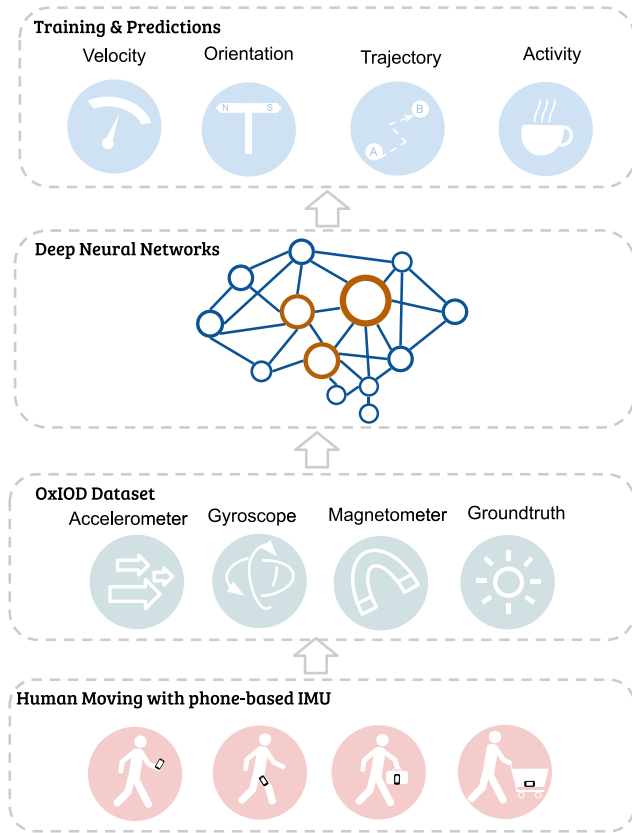 Training & Predictions
Velocity
Orientation
Trajectory
Activity
N
S
B
A
Deep Neural Networks
OxIOD Dataset
Accelerometer
Gyroscope
Magnetometer
Groundtruth
Human Moving with phone-based IMU